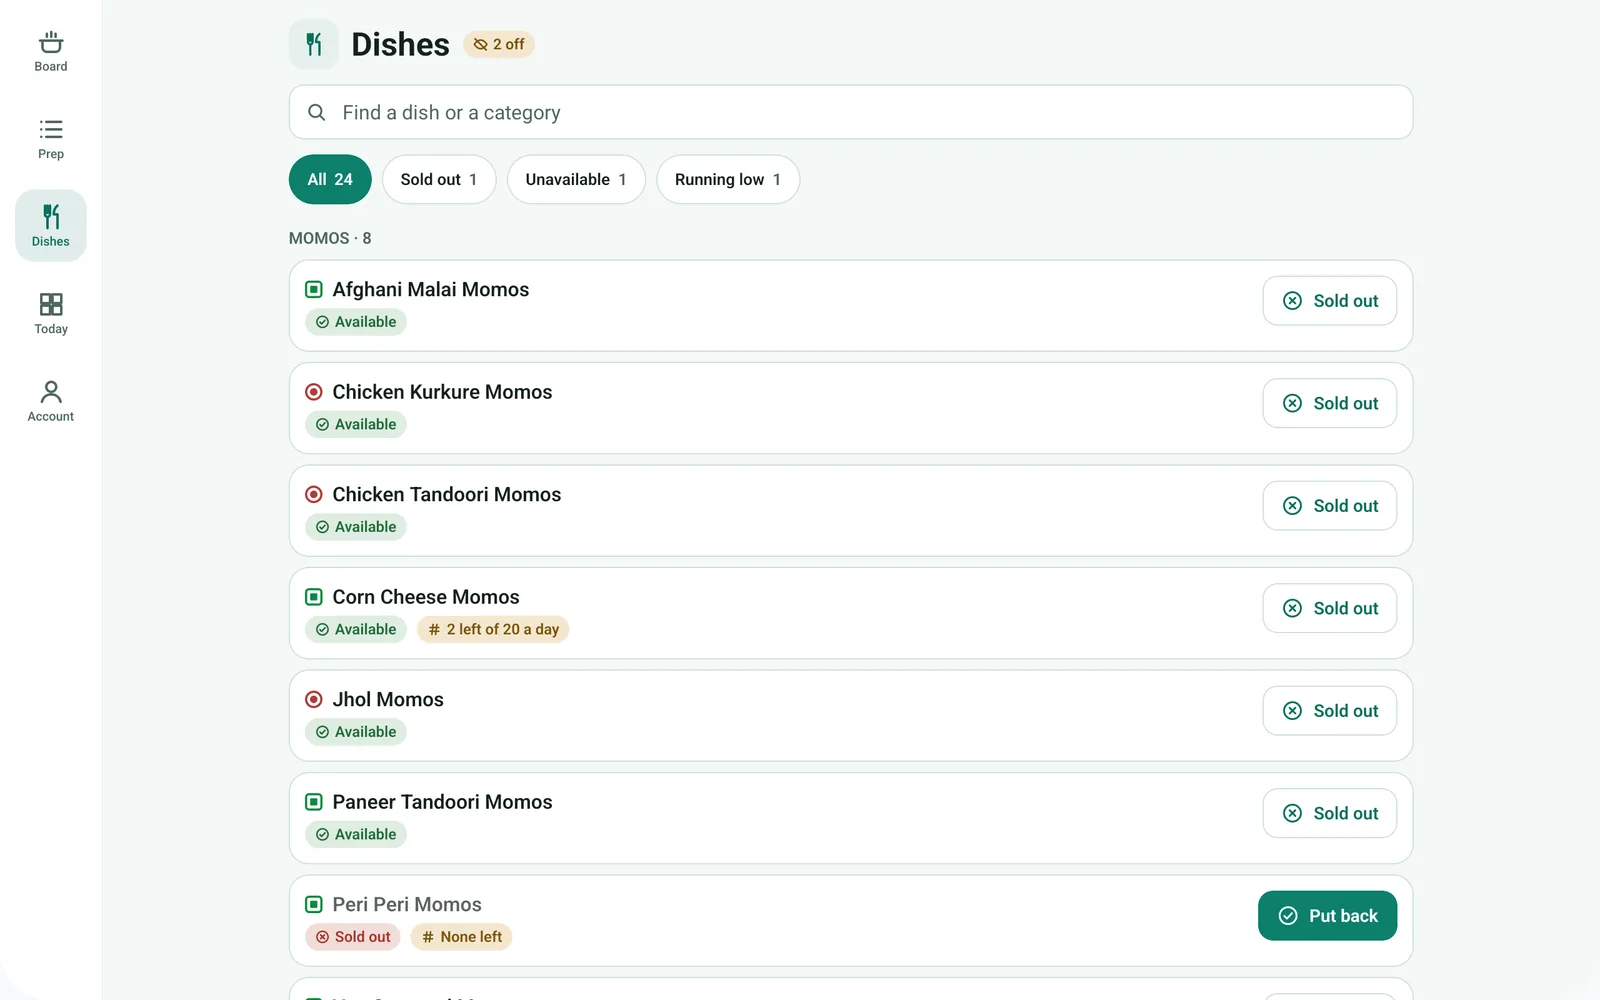 Board
Prep
Dishes
Today
Account
Dishes
2 off
Find a dish or a category
All 24
Sold out 1
Unavailable 1
Running low 1
MOMOS · 8
Afghani Malai Momos
Available
Sold out
Chicken Kurkure Momos
Available
Sold out
Chicken Tandoori Momos
Available
Sold out
Corn Cheese Momos
Available
# 2 left of 20 a day
Sold out
Jhol Momos
Available
Sold out
Paneer Tandoori Momos
Available
Sold out
Peri Peri Momos
Sold out
# None left
Put back